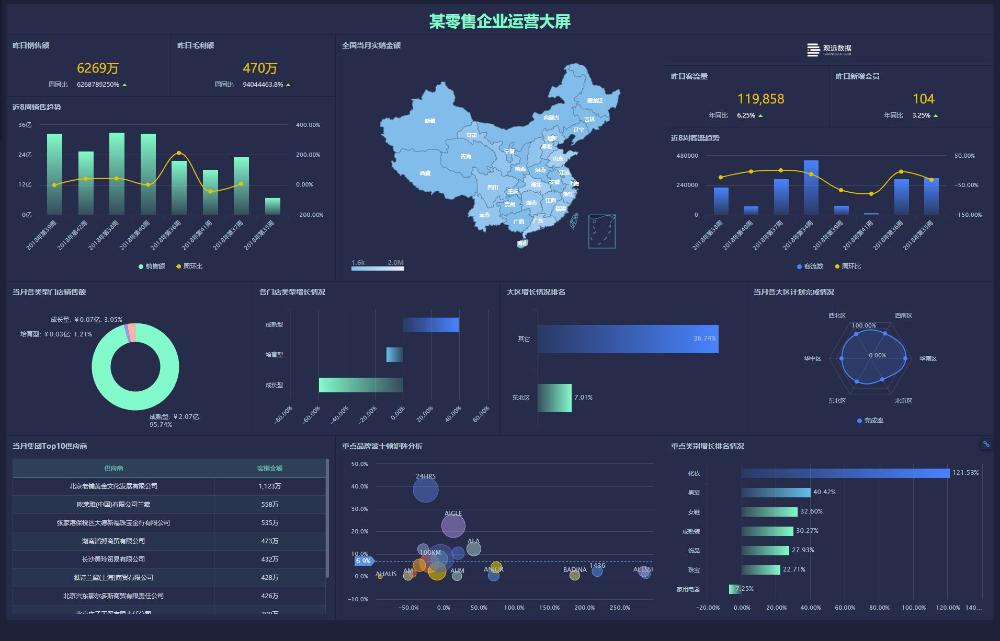 某零售企业运营大屏
昨日销售额
6269万
周同比 6268789250%
昨日毛利额
470万
周同比 94044463.8%
近8周销售趋势
36亿
24亿
12亿
0亿
400.00%
200.00%
0.00%
-200.00%
2018年第39周
2018年第42周
2018年第38周
2018年第40周
2018年第36周
2018年第41周
2018年第37周
2018年第35周
销售额 周环比
全国当月实销金额
黑龙江
内蒙古
吉林
新疆
辽宁
甘肃
北京
河北
宁夏
青海
山东
陕西
河南
江苏
西藏
安徽
上海
湖北
四川
重庆
浙江
江西
湖南
贵州
福建
云南
广西
广东
海南
1.6k 2.0M
观远数据
GUANDATA.COM
昨日客流量
119,858
年同比 6.25%
昨日新增会员
104
年同比 3.25%
近8周客流趋势
480000
240000
0
50.00%
-50.00%
-150.00%
2018年第38周
2018年第40周
2018年第37周
2018年第34周
2018年第39周
2018年第41周
2018年第36周
2018年第35周
客流数 周环比
当月各类型门店销售额
成长型: ￥0.07亿: 3.05%
培育型: ￥0.03亿: 1.21%
成熟型: ￥2.07亿:
95.74%
各门店类型增长情况
成熟型
培育型
成长型
-80.00%
-60.00%
-40.00%
-20.00%
0.00%
20.00%
40.00%
60.00%
大区增长情况排名
其它
36.74%
东北区
7.01%
当月各大区计划完成情况
西北区
西南区
100.00%
华中区
0.00%
华南区
东北区
北京区
完成率
当月集团Top10供应商
供应商 实销金额
北京老铺黄金文化发展有限公司 1,123万
欧莱雅(中国)有限公司兰蔻 558万
张家港保税区大德新福珠宝金行有限公司 535万
湖南滔搏商贸有限公司 473万
长沙勇玲贸易有限公司 432万
雅诗兰黛(上海)商贸有限公司 428万
北京兴东鄂尔多斯商贸有限责任公司 426万
重点品牌波士顿矩阵分析
50.0%
40.0%
30.0%
20.0%
10.0%
6.9%
0.0%
-10.0%
24HRS
AIGLE
ALA
100KM
AHAUS
AM
AUM
ANJOR
BADINA
1436
ALESSI
-50.0%
0.0%
50.0%
100.0%
150.0%
200.0%
250.0%
重点类别增长排名情况
化妆 121.53%
男装 40.42%
女鞋 32.60%
成熟装 30.27%
饰品 27.93%
珠宝 22.71%
家用电器 -7.25%
-20.00%
0.00%
20.00%
40.00%
60.00%
80.00%
100.00%
120.00%
140...